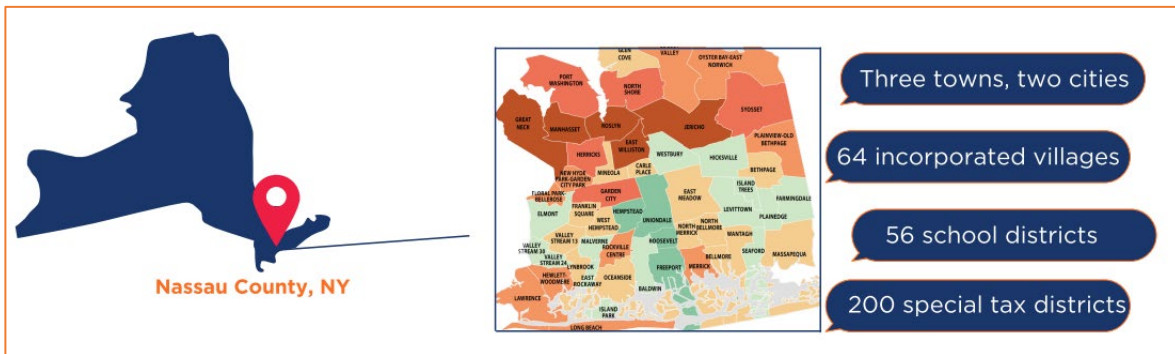 Nassau County, NY
GLEN
COVE
VALLEY
OYSTER BAY-EAST
NORWICH
PORT
WASHINGTON
NORTH
SHORE
SYOSSET
GREAT
NECK
MANHASSET
ROSLYN
JERICHO
EAST
WILLISTON
PLAINVIEW-OLD
BETHPAGE
HERRICKS
WESTBURY
HICKSVILLE
NEW HYDE
PARK-GARDEN
CITY PARK
MINEOLA
CARLE
PLACE
BETHPAGE
FLORAL PARK-
BELLEROSE
GARDEN
CITY
EAST
MEADOW
ISLAND
TREES
FARMINGDALE
FRANKLIN
SQUARE
HEMPSTEAD
UNIONDALE
LEVITTOWN
PLAINEDGE
ELMONT
WEST
HEMPSTEAD
NORTH
MERRICK
NORTH
BELLMORE
WANTAGH
VALLEY
STREAM 13
MALVERNE
ROOSEVELT
SEAFORD
MASSAPEQUA
VALLEY
STREAM 30
VALLEY
STREAM 24
ROCKVILLE
CENTRE
BELLMORE
LYNBROOK
FREEPORT
MERRICK
HEWLETT-
WOODMERE
EAST
ROCKAWAY
OCEANSIDE
BALDWIN
LAWRENCE
ISLAND
PARK
LONG BEACH
Three towns, two cities
64 incorporated villages
56 school districts
200 special tax districts